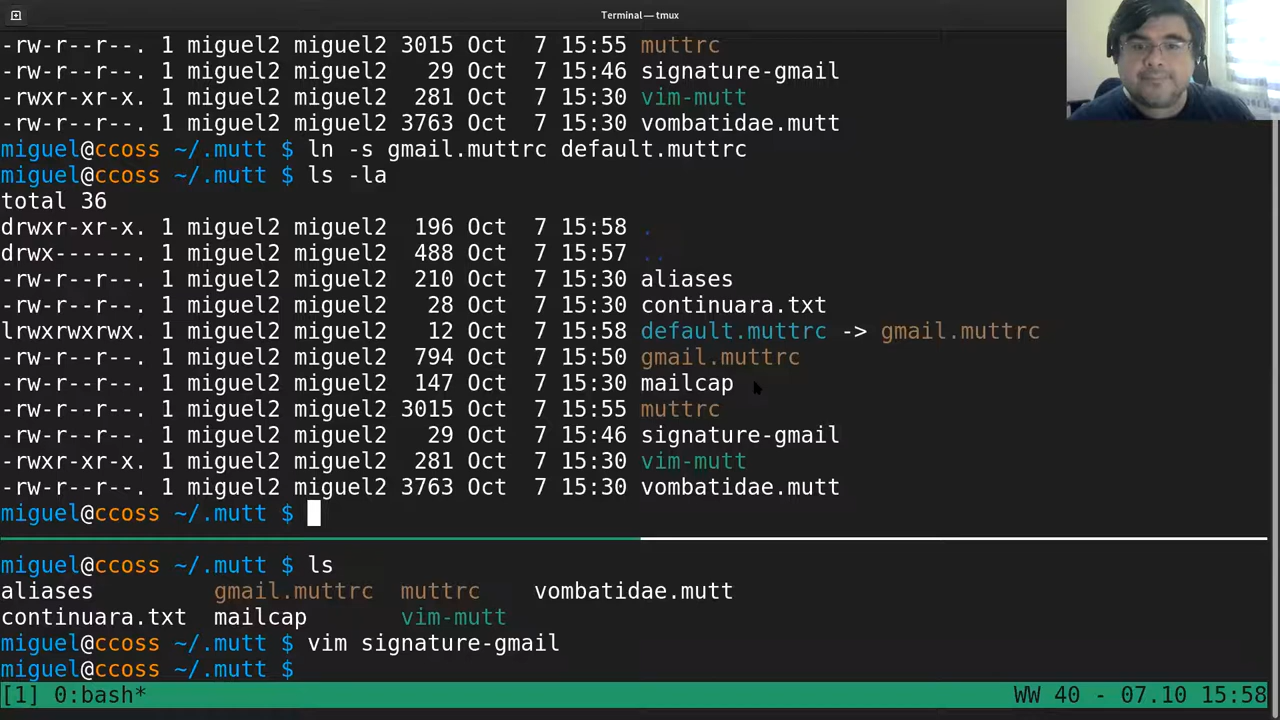 Terminal — tmux
-rw-r--r--. 1 miguel2 miguel2 3015 Oct  7 15:55 muttrc
-rw-r--r--. 1 miguel2 miguel2   29 Oct  7 15:46 signature-gmail
-rwxr-xr-x. 1 miguel2 miguel2  281 Oct  7 15:30 vim-mutt
-rw-r--r--. 1 miguel2 miguel2 3763 Oct  7 15:30 vombatidae.mutt
miguel@ccoss ~/.mutt $ ln -s gmail.muttrc default.muttrc
miguel@ccoss ~/.mutt $ ls -la
total 36
drwxr-xr-x. 1 miguel2 miguel2  196 Oct  7 15:58 .
drwx------. 1 miguel2 miguel2  488 Oct  7 15:57 ..
-rw-r--r--. 1 miguel2 miguel2  210 Oct  7 15:30 aliases
-rw-r--r--. 1 miguel2 miguel2   28 Oct  7 15:30 continuara.txt
lrwxrwxrwx. 1 miguel2 miguel2   12 Oct  7 15:58 default.muttrc -> gmail.muttrc
-rw-r--r--. 1 miguel2 miguel2  794 Oct  7 15:50 gmail.muttrc
-rw-r--r--. 1 miguel2 miguel2  147 Oct  7 15:30 mailcap
-rw-r--r--. 1 miguel2 miguel2 3015 Oct  7 15:55 muttrc
-rw-r--r--. 1 miguel2 miguel2   29 Oct  7 15:46 signature-gmail
-rwxr-xr-x. 1 miguel2 miguel2  281 Oct  7 15:30 vim-mutt
-rw-r--r--. 1 miguel2 miguel2 3763 Oct  7 15:30 vombatidae.mutt
miguel@ccoss ~/.mutt $
miguel@ccoss ~/.mutt $ ls
aliases         gmail.muttrc  muttrc    vombatidae.mutt
continuara.txt  mailcap       vim-mutt
miguel@ccoss ~/.mutt $ vim signature-gmail
miguel@ccoss ~/.mutt $
[1] 0:bash* WW 40 - 07.10 15:58